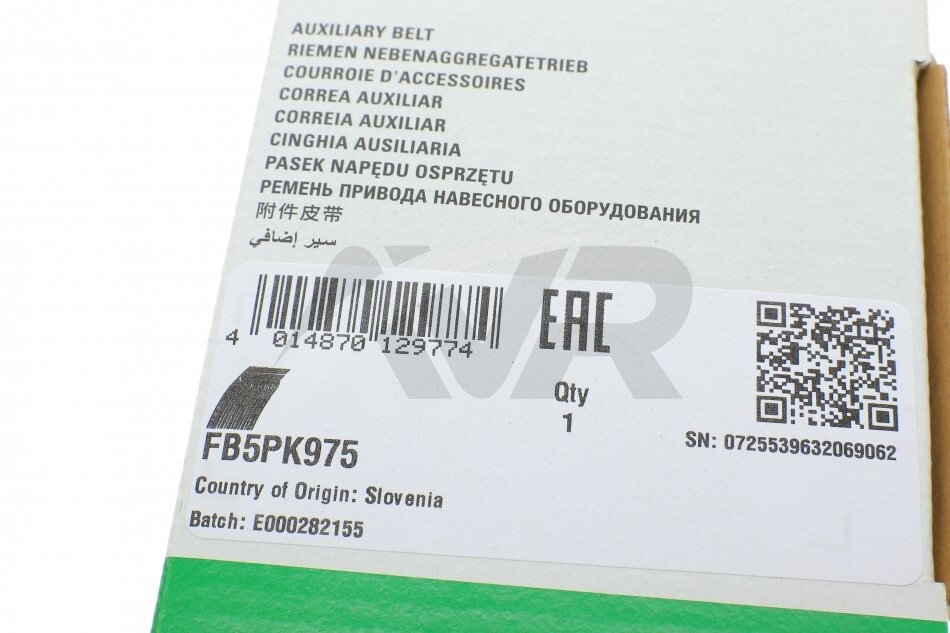 AUXILIARY BELT
RIEMEN NEBENAGGREGATETRIEB
COURROIE D'ACCESSOIRES
CORREA AUXILIAR
CORREIA AUXILIAR
CINGHIA AUSILIARIA
PASEK NAPĘDU OSPRZĘTU
РЕМЕНЬ ПРИВОДА НАВЕСНОГО ОБОРУДОВАНИЯ
附件皮带
سير إضافي
4 014870 129774
EAC
Qty
1
SN: 0725539632069062
FB5PK975
Country of Origin: Slovenia
Batch: E000282155
AVR